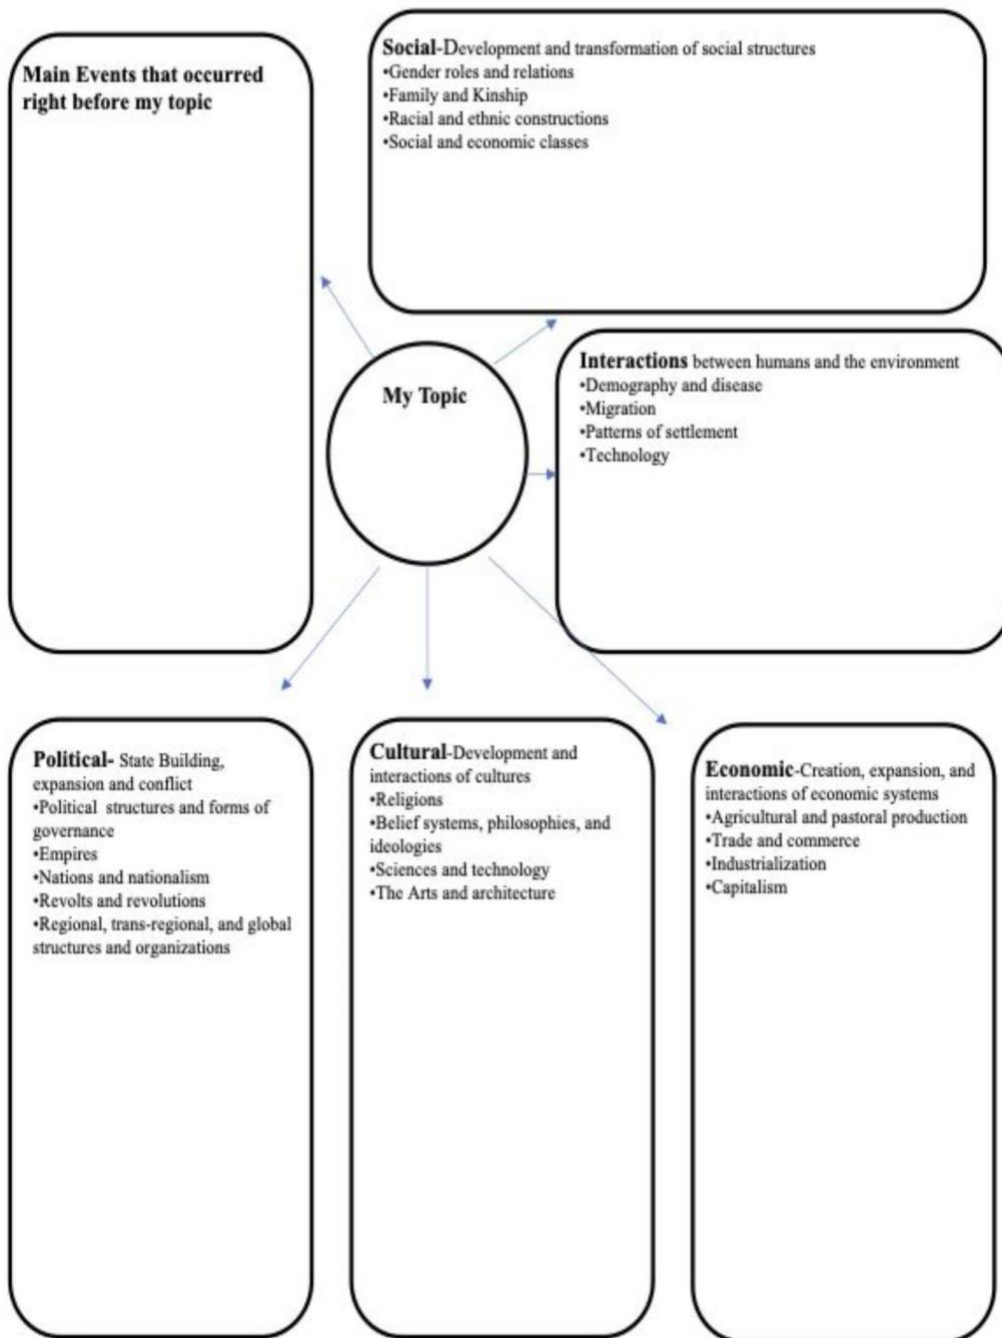 Main Events that occurred
right before my topic
Social-Development and transformation of social structures
•Gender roles and relations
•Family and Kinship
•Racial and ethnic constructions
•Social and economic classes
My Topic
Interactions between humans and the environment
•Demography and disease
•Migration
•Patterns of settlement
•Technology
Political- State Building,
expansion and conflict
•Political structures and forms of
governance
•Empires
•Nations and nationalism
•Revolts and revolutions
•Regional, trans-regional, and global
structures and organizations
Cultural-Development and
interactions of cultures
•Religions
•Belief systems, philosophies, and
ideologies
•Sciences and technology
•The Arts and architecture
Economic-Creation, expansion, and
interactions of economic systems
•Agricultural and pastoral production
•Trade and commerce
•Industrialization
•Capitalism